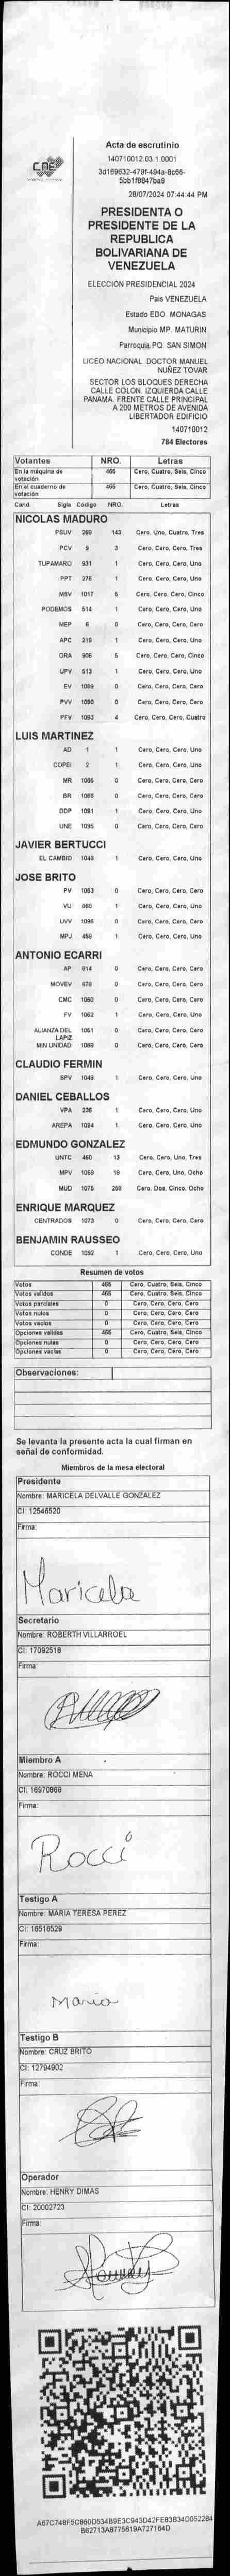 CNE
Acta de escrutinio
140710012.03.1.0001
28/07/2024 07:44:44 PM
PRESIDENTA O
PRESIDENTE DE LA
REPUBLICA
BOLIVARIANA DE
VENEZUELA
ELECCIÓN PRESIDENCIAL 2024
Pais VENEZUELA
Estado EDO. MONAGAS
Municipio MP. MATURIN
Parroquia PQ. SAN SIMON
LICEO NACIONAL DOCTOR MANUEL
NUÑEZ TOVAR
SECTOR LOS BLOQUES DERECHA
CALLE COLON. IZQUIERDA CALLE
PANAMA. FRENTE CALLE PRINCIPAL
A 200 METROS DE AVENIDA
LIBERTADOR EDIFICIO
140710012
784 Electores
Votantes NRO. Letras
En la máquina de votación 465 Cero, Cuatro, Seis, Cinco
En el cuaderno de votación 465 Cero, Cuatro, Seis, Cinco
Cand. Sigla Código NRO. Letras
NICOLAS MADURO
PSUV 269 143 Cero, Uno, Cuatro, Tres
PCV 9 3 Cero, Cero, Cero, Tres
TUPAMARO 931 1 Cero, Cero, Cero, Uno
PPT 276 1 Cero, Cero, Cero, Uno
MSV 1017 5 Cero, Cero, Cero, Cinco
PODEMOS 514 1 Cero, Cero, Cero, Uno
MEP 8 0 Cero, Cero, Cero, Cero
APC 219 1 Cero, Cero, Cero, Uno
ORA 906 5 Cero, Cero, Cero, Cinco
UPV 513 1 Cero, Cero, Cero, Uno
EV 1089 0 Cero, Cero, Cero, Cero
PVV 1090 0 Cero, Cero, Cero, Cero
PFV 1093 4 Cero, Cero, Cero, Cuatro
LUIS MARTINEZ
AD 1 1 Cero, Cero, Cero, Uno
COPEI 2 1 Cero, Cero, Cero, Uno
MR 1065 0 Cero, Cero, Cero, Cero
BR 1068 0 Cero, Cero, Cero, Cero
DDP 1091 1 Cero, Cero, Cero, Uno
UNE 1095 0 Cero, Cero, Cero, Cero
JAVIER BERTUCCI
EL CAMBIO 1048 1 Cero, Cero, Cero, Uno
JOSE BRITO
PV 1053 0 Cero, Cero, Cero, Cero
VU 868 1 Cero, Cero, Cero, Uno
UVV 1096 0 Cero, Cero, Cero, Cero
MPJ 459 1 Cero, Cero, Cero, Uno
ANTONIO ECARRI
AP 914 0 Cero, Cero, Cero, Cero
MOVEV 678 0 Cero, Cero, Cero, Cero
CMC 1060 0 Cero, Cero, Cero, Cero
FV 1062 1 Cero, Cero, Cero, Uno
ALIANZA DEL LAPIZ 1051 0 Cero, Cero, Cero, Cero
MIN UNIDAD 1069 0 Cero, Cero, Cero, Cero
CLAUDIO FERMIN
SPV 1049 1 Cero, Cero, Cero, Uno
DANIEL CEBALLOS
VPA 236 1 Cero, Cero, Cero, Uno
AREPA 1094 1 Cero, Cero, Cero, Uno
EDMUNDO GONZALEZ
UNTC 460 13 Cero, Cero, Uno, Tres
MPV 1069 18 Cero, Cero, Uno, Ocho
MUD 1075 258 Cero, Dos, Cinco, Ocho
ENRIQUE MARQUEZ
CENTRADOS 1073 0 Cero, Cero, Cero, Cero
BENJAMIN RAUSSEO
CONDE 1092 1 Cero, Cero, Cero, Uno
Resumen de votos
Votos 465 Cero, Cuatro, Seis, Cinco
Votos validos 465 Cero, Cuatro, Seis, Cinco
Votos parciales 0 Cero, Cero, Cero, Cero
Votos nulos 0 Cero, Cero, Cero, Cero
Votos vacios 0 Cero, Cero, Cero, Cero
Opciones validas 465 Cero, Cuatro, Seis, Cinco
Opciones nulas 0 Cero, Cero, Cero, Cero
Opciones vacias 0 Cero, Cero, Cero, Cero
Observaciones:
Se levanta la presente acta la cual firman en
señal de conformidad.
Miembros de la mesa electoral
Presidente
Nombre: MARICELA DELVALLE GONZALEZ
CI: 12546520
Firma:
Maricela
Secretario
Nombre: ROBERTH VILLARROEL
CI: 17092518
Firma:
Miembro A
Nombre: ROCCI MENA
CI: 16970868
Firma:
Rocci
Testigo A
Nombre: MARIA TERESA PEREZ
CI: 16516529
Firma:
Maria
Testigo B
Nombre: CRUZ BRITO
CI: 12794902
Firma:
Operador
Nombre: HENRY DIMAS
CI: 20002723
Firma: